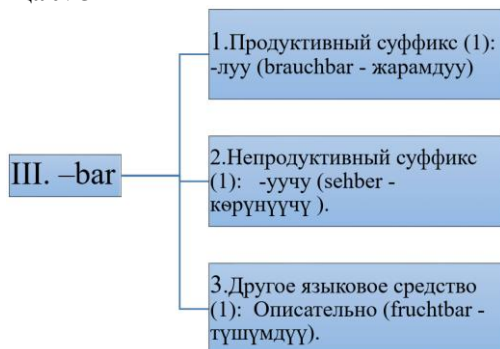 III. –bar
1.Продуктивный суффикс (1):
-луу (brauchbar - жарамдуу)
2.Непродуктивный суффикс
(1): -уучу (sehber -
көрүнүүчү ).
3.Другое языковое средство
(1): Описательно (fruchtbar -
түшүмдүү).